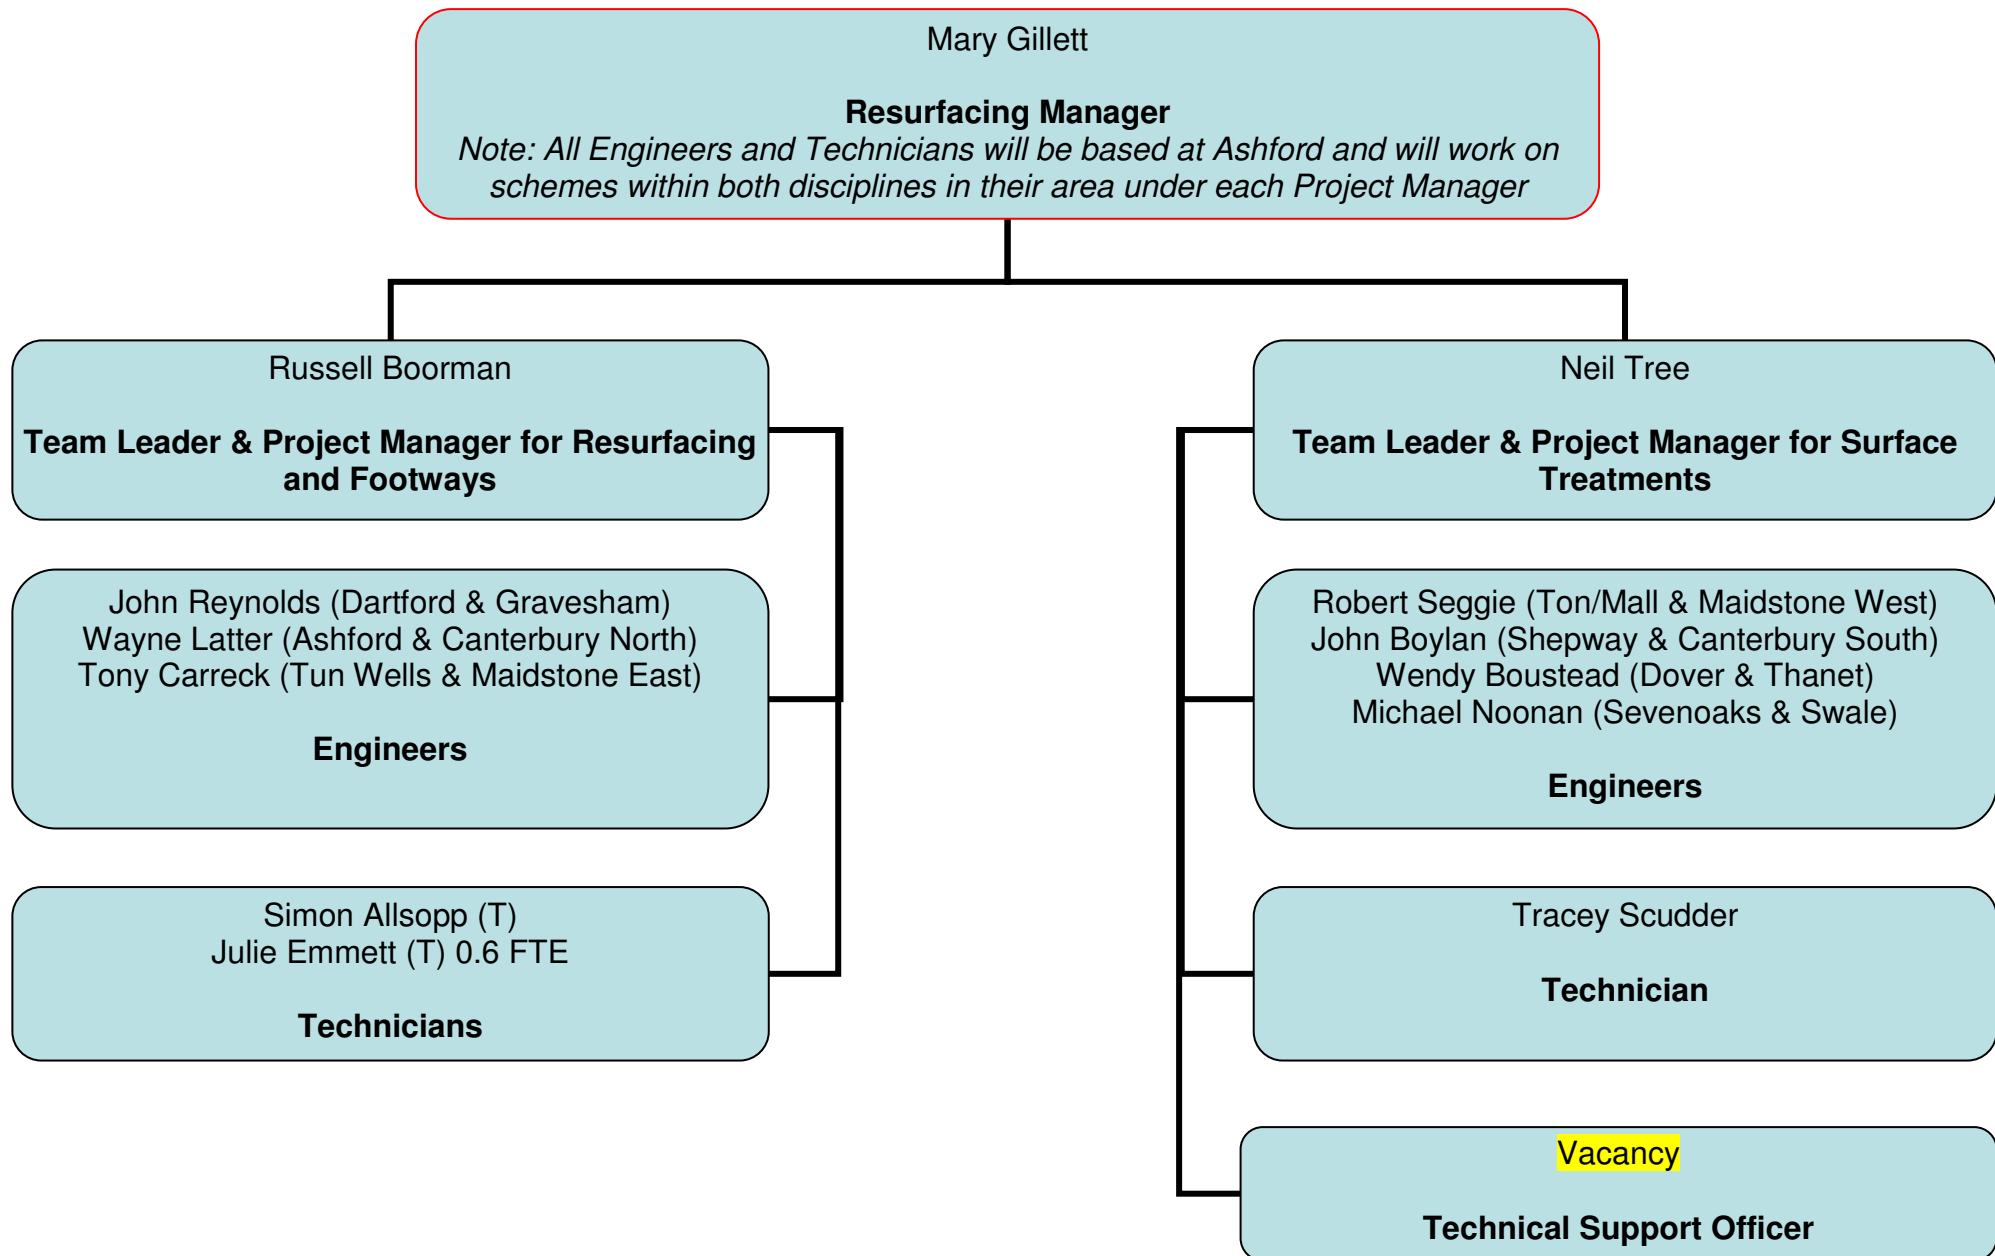 Mary Gillett
Resurfacing Manager
Note: All Engineers and Technicians will be based at Ashford and will work on
schemes within both disciplines in their area under each Project Manager
Russell Boorman
Team Leader & Project Manager for Resurfacing
and Footways
John Reynolds (Dartford & Gravesham)
Wayne Latter (Ashford & Canterbury North)
Tony Carreck (Tun Wells & Maidstone East)
Engineers
Simon Allsopp (T)
Julie Emmett (T) 0.6 FTE
Technicians
Neil Tree
Team Leader & Project Manager for Surface
Treatments
Robert Seggie (Ton/Mall & Maidstone West)
John Boylan (Shepway & Canterbury South)
Wendy Boustead (Dover & Thanet)
Michael Noonan (Sevenoaks & Swale)
Engineers
Tracey Scudder
Technician
Vacancy
Technical Support Officer